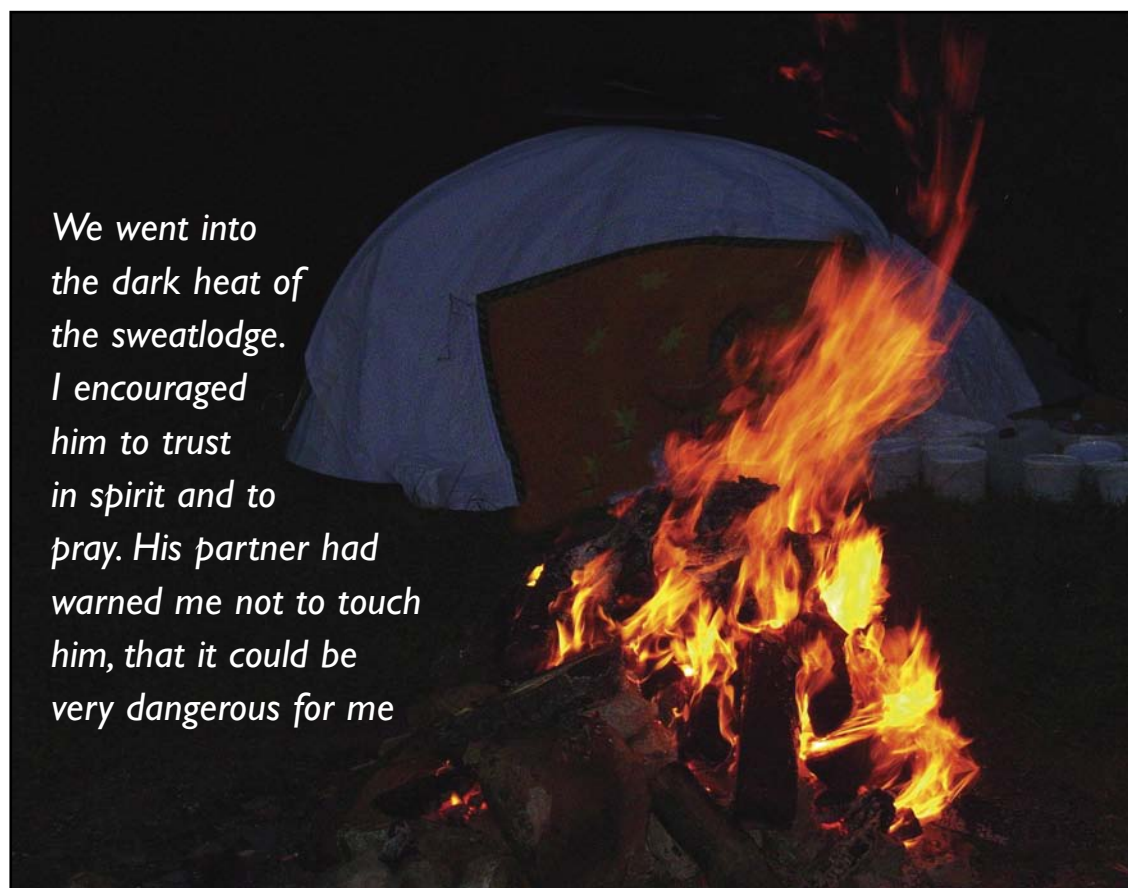 We went into
the dark heat of
the sweatlodge.
I encouraged
him to trust
in spirit and to
pray. His partner had
warned me not to touch
him, that it could be
very dangerous for me